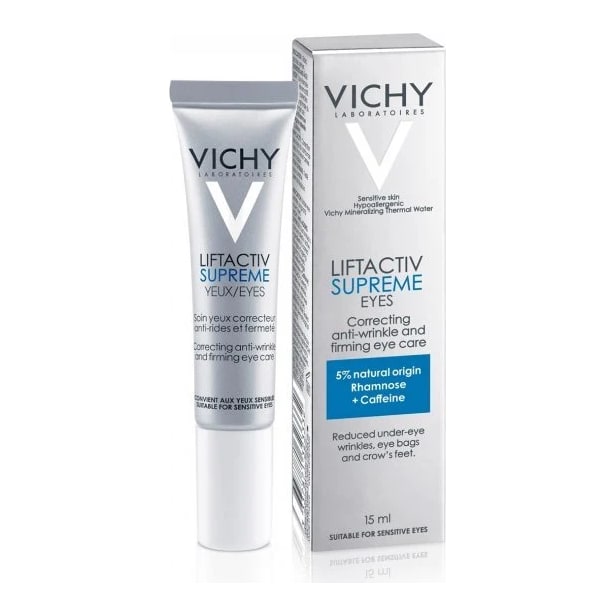 VICHY
LABORATOIRES
LIFTACTIV
SUPREME
YEUX/EYES
Soin yeux correcteur
anti-rides et fermeté
Correcting anti-wrinkle
and firming eye care
CONVIENT AUX YEUX SENSIBLES
SUITABLE FOR SENSITIVE EYES
VICHY
LABORATOIRES
Sensitive skin
Hypoallergenic
Vichy Mineralizing Thermal Water
LIFTACTIV
SUPREME
EYES
Correcting
anti-wrinkle and
firming eye care
5% natural origin
Rhamnose
+ Caffeine
Reduced under-eye
wrinkles, eye bags
and crow's feet.
15 ml
SUITABLE FOR SENSITIVE EYES